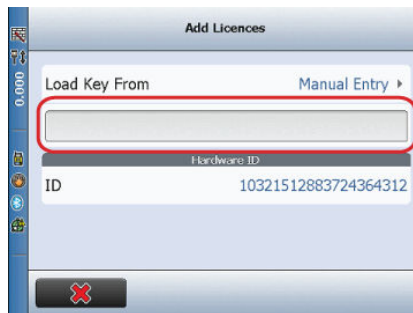 Add Licences
0.000
Load Key From Manual Entry
Hardware ID
ID 10321512883724364312